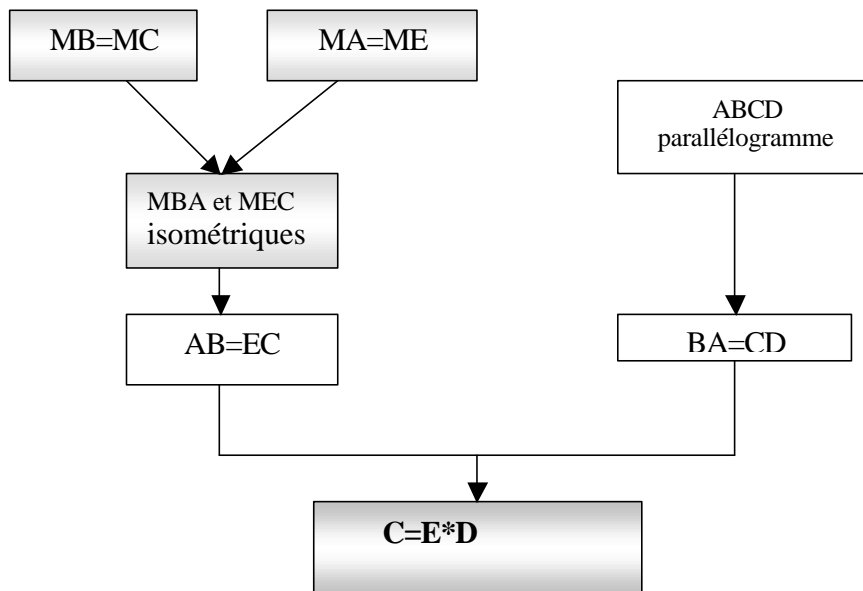 MB=MC
MA=ME
ABCD
parallélogramme
MBA et MEC
isométriques
AB=EC
BA=CD
C=E*D